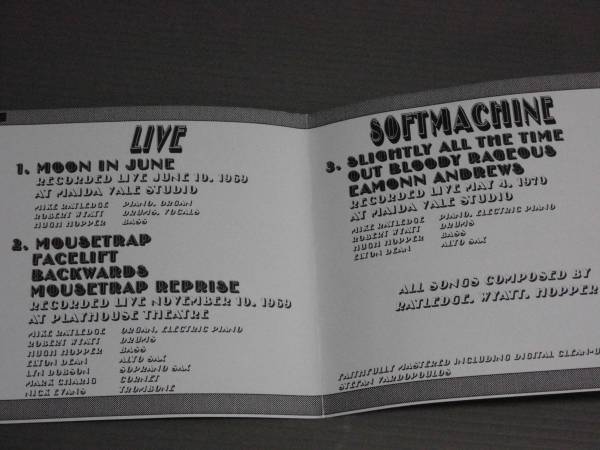 LIVE
1. MOON IN JUNE
RECORDED LIVE JUNE 10, 1969
AT MAIDA VALE STUDIO
MIKE RATLEDGE PIANO, ORGAN
ROBERT WYATT DRUMS, VOCALS
HUGH HOPPER BASS
2. MOUSETRAP
FACELIFT
BACKWARDS
MOUSETRAP REPRISE
RECORDED LIVE NOVEMBER 10, 1969
AT PLAYHOUSE THEATRE
MIKE RATLEDGE ORGAN, ELECTRIC PIANO
ROBERT WYATT DRUMS
HUGH HOPPER BASS
ELTON DEAN ALTO SAX
LYN DOBSON SOPRANO SAX
MARK CHARIG CORNET
NICK EVANS TROMBONE
SOFTMACHINE
3. SLIGHTLY ALL THE TIME
OUT BLOODY RAGEOUS
EAMONN ANDREWS
RECORDED LIVE MAY 4, 1970
AT MAIDA VALE STUDIO
MIKE RATLEDGE PIANO, ELECTRIC PIANO
ROBERT WYATT DRUMS
HUGH HOPPER BASS
ELTON DEAN ALTO SAX
ALL SONGS COMPOSED BY
RATLEDGE, WYATT, HOPPER
FAITHFULLY MASTERED INCLUDING DIGITAL CLEAN-U
STEFAN VARDOPOULOS